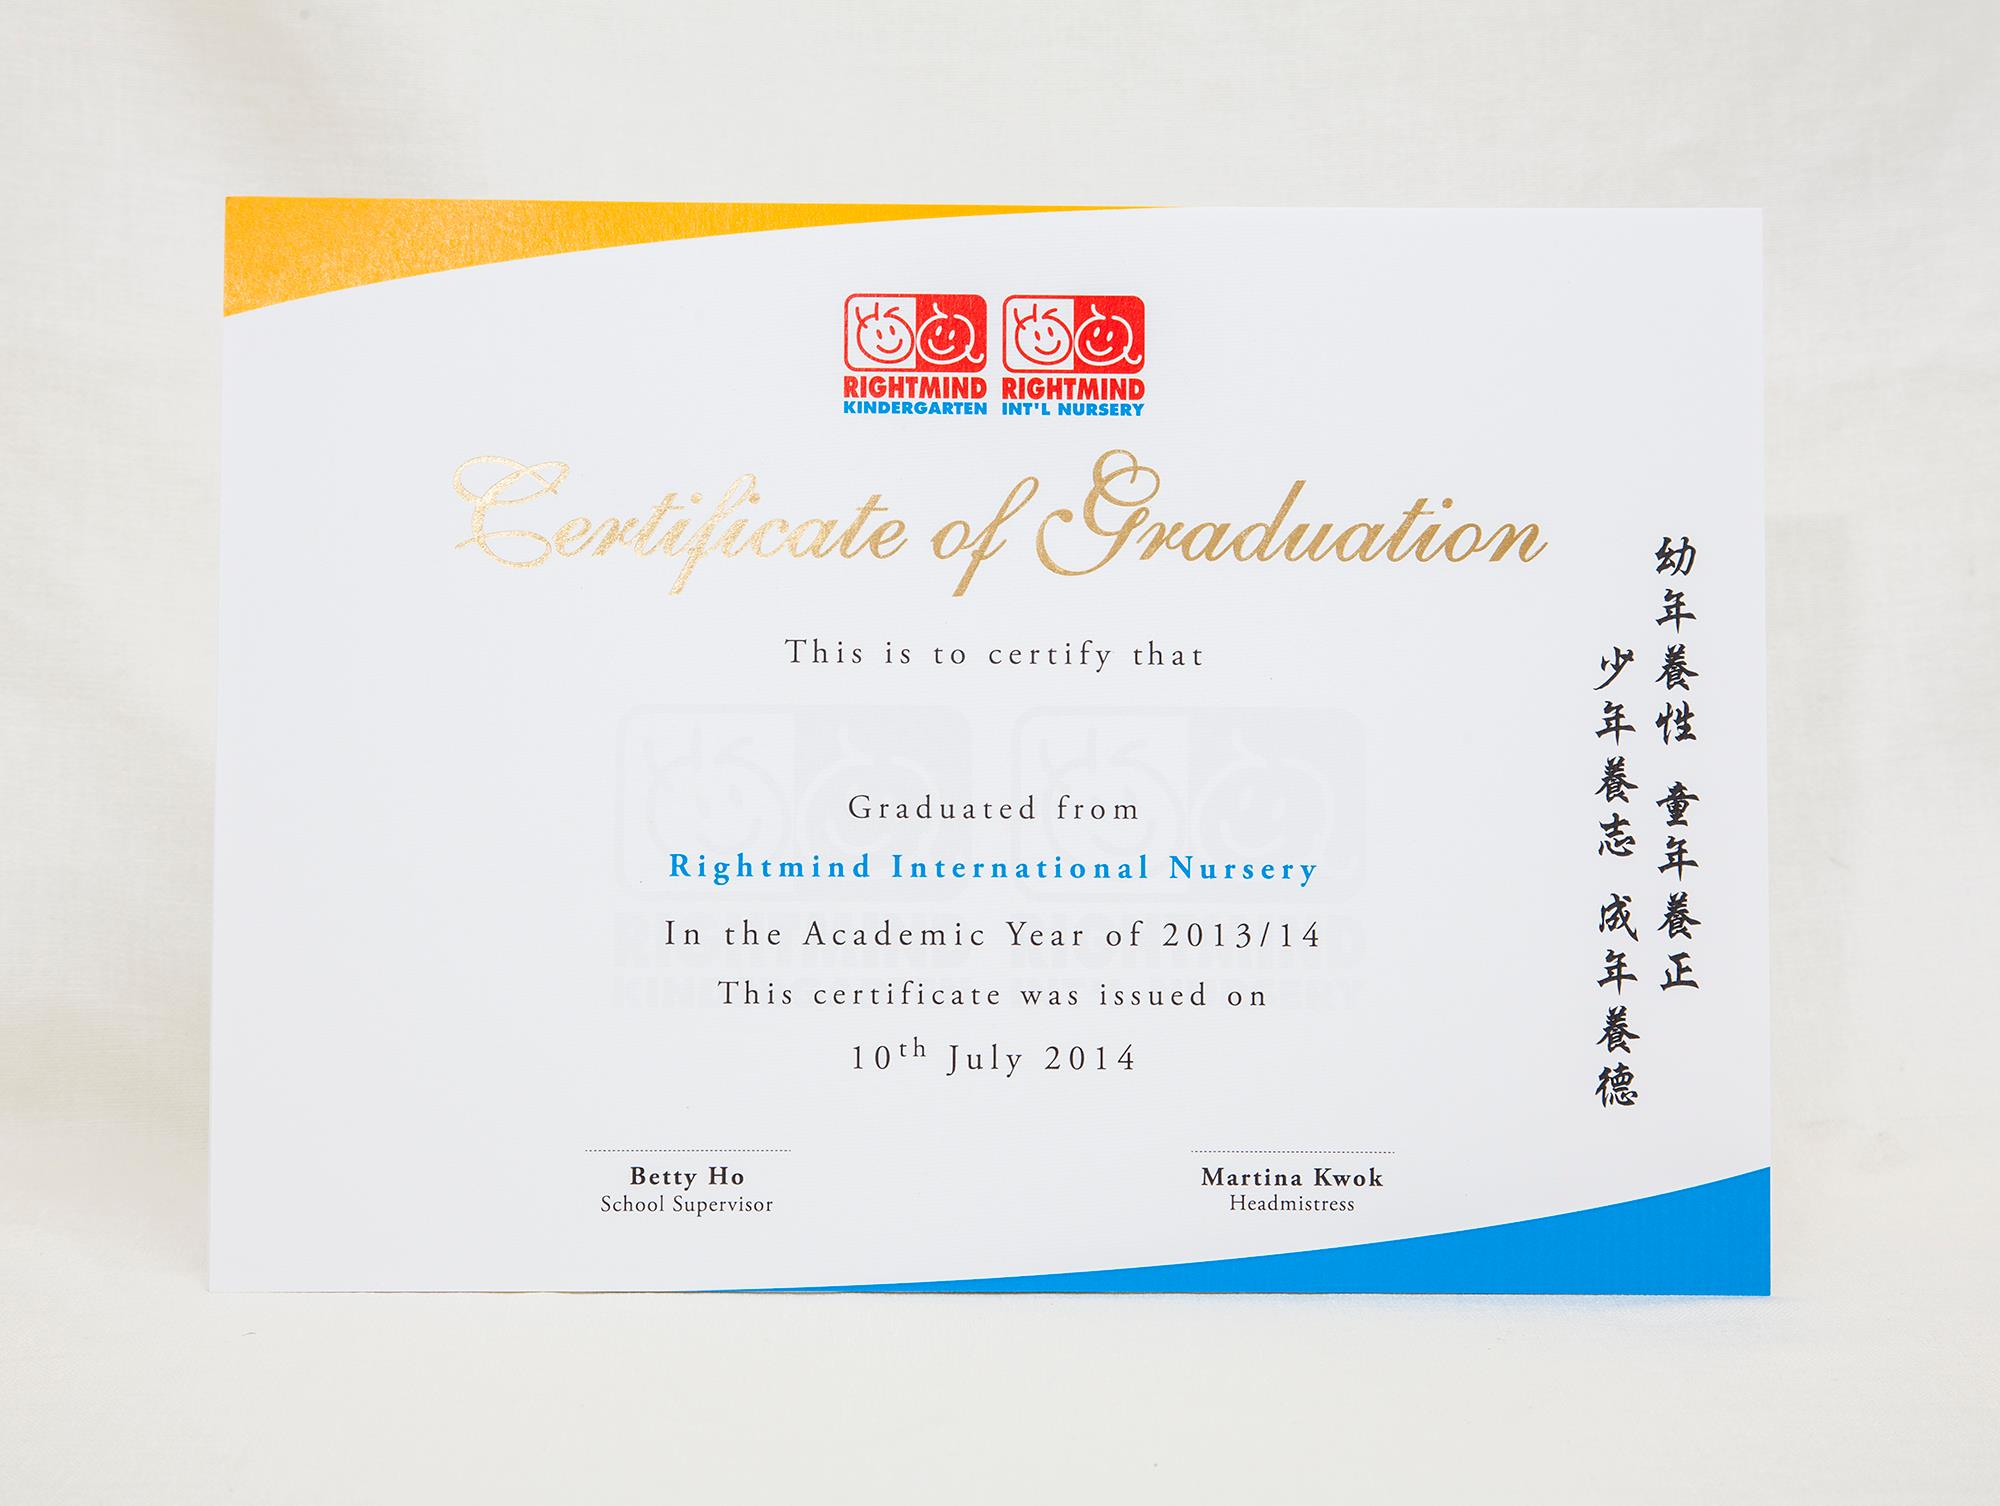 RIGHTMIND
KINDERGARTEN
RIGHTMIND
INT'L NURSERY
Certificate of Graduation
This is to certify that
Graduated from
Rightmind International Nursery
In the Academic Year of 2013/14
This certificate was issued on
10th July 2014
Betty Ho
School Supervisor
Martina Kwok
Headmistress
幼年養性 童年養正
少年養志 成年養德